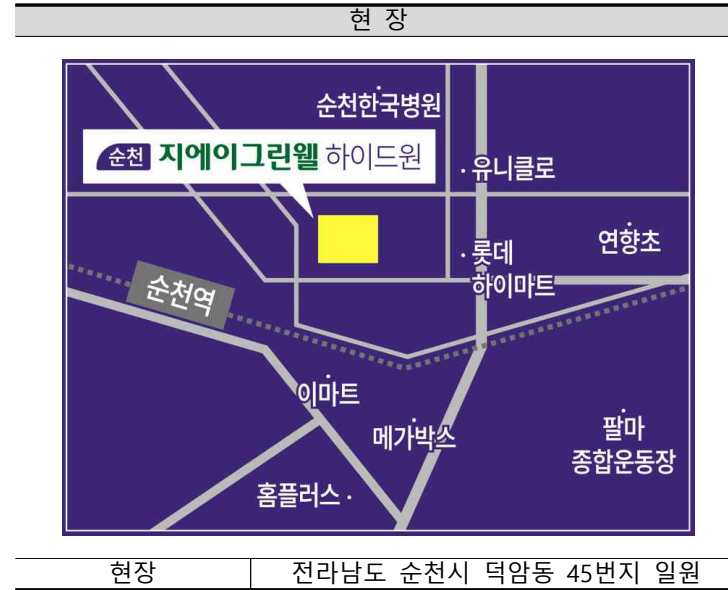 현 장
순천한국병원
순천 지에이그린웰 하이드원
· 유니클로
연향초
· 롯데
하이마트
순천역
이마트
메가박스
팔마
종합운동장
홈플러스 ·
현장 전라남도 순천시 덕암동 45번지 일원